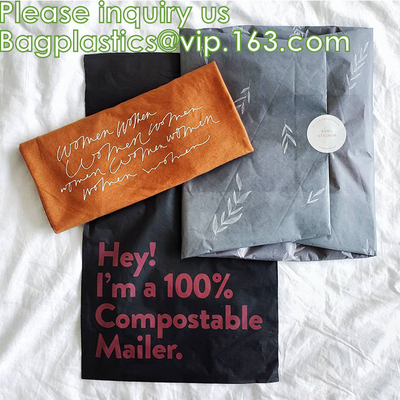 Please inquiry us
Bagplastics@vip.163.com
women women
women women
women women women
women women
Hey!
I'm a 100%
Compostable
Mailer.